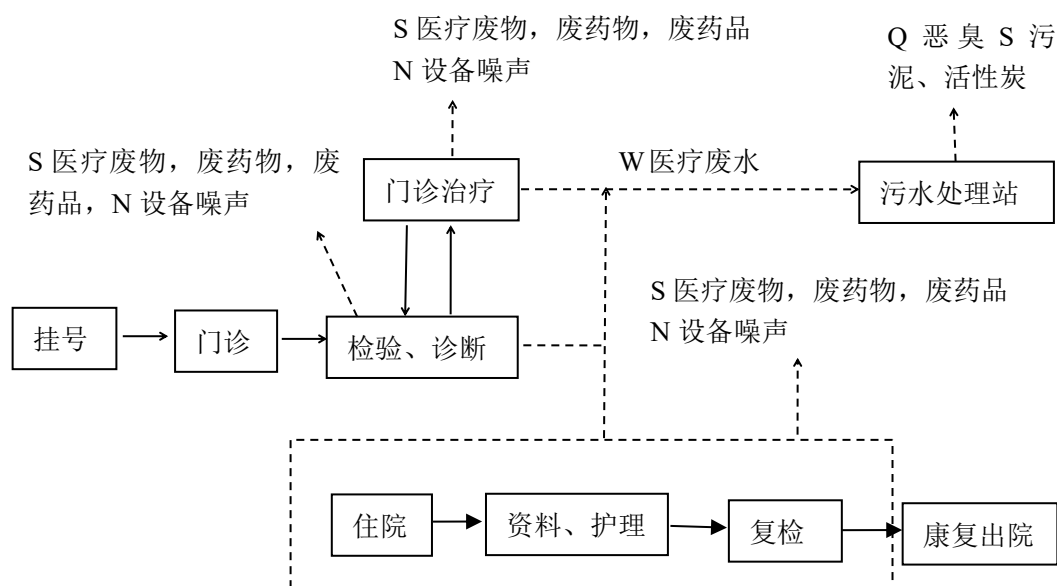 S 医疗废物，废药物，废药品
N 设备噪声
Q 恶臭 S 污
泥、活性炭
S 医疗废物，废药物，废
药品，N 设备噪声
门诊治疗
W 医疗废水
污水处理站
S 医疗废物，废药物，废药品
N 设备噪声
挂号
门诊
检验、诊断
住院
资料、护理
复检
康复出院